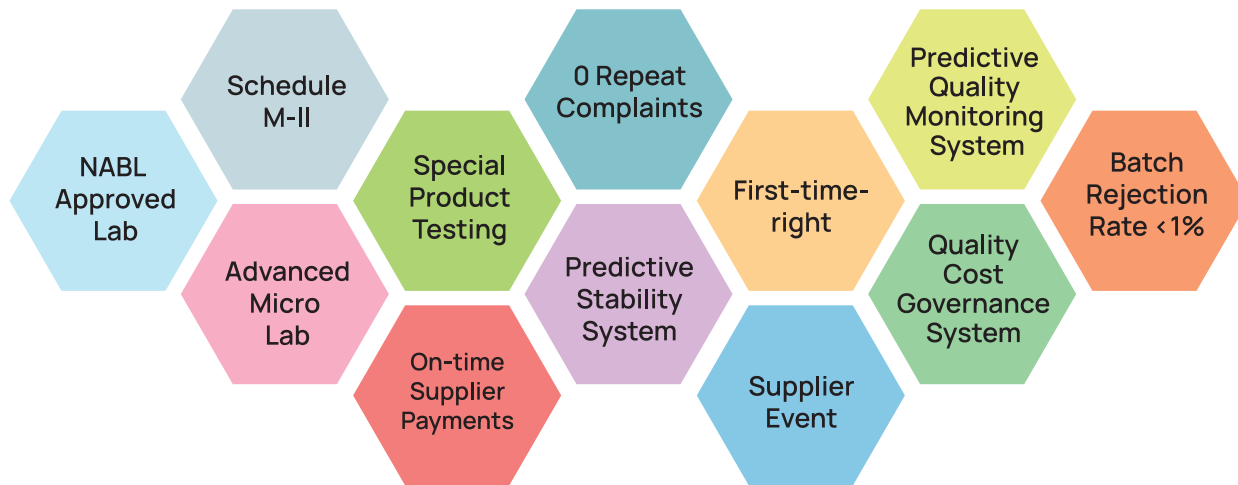 NABL
Approved
Lab
Schedule
M-II
Advanced
Micro
Lab
Special
Product
Testing
On-time
Supplier
Payments
0 Repeat
Complaints
Predictive
Stability
System
First-time-
right
Supplier
Event
Predictive
Quality
Monitoring
System
Quality
Cost
Governance
System
Batch
Rejection
Rate <1%